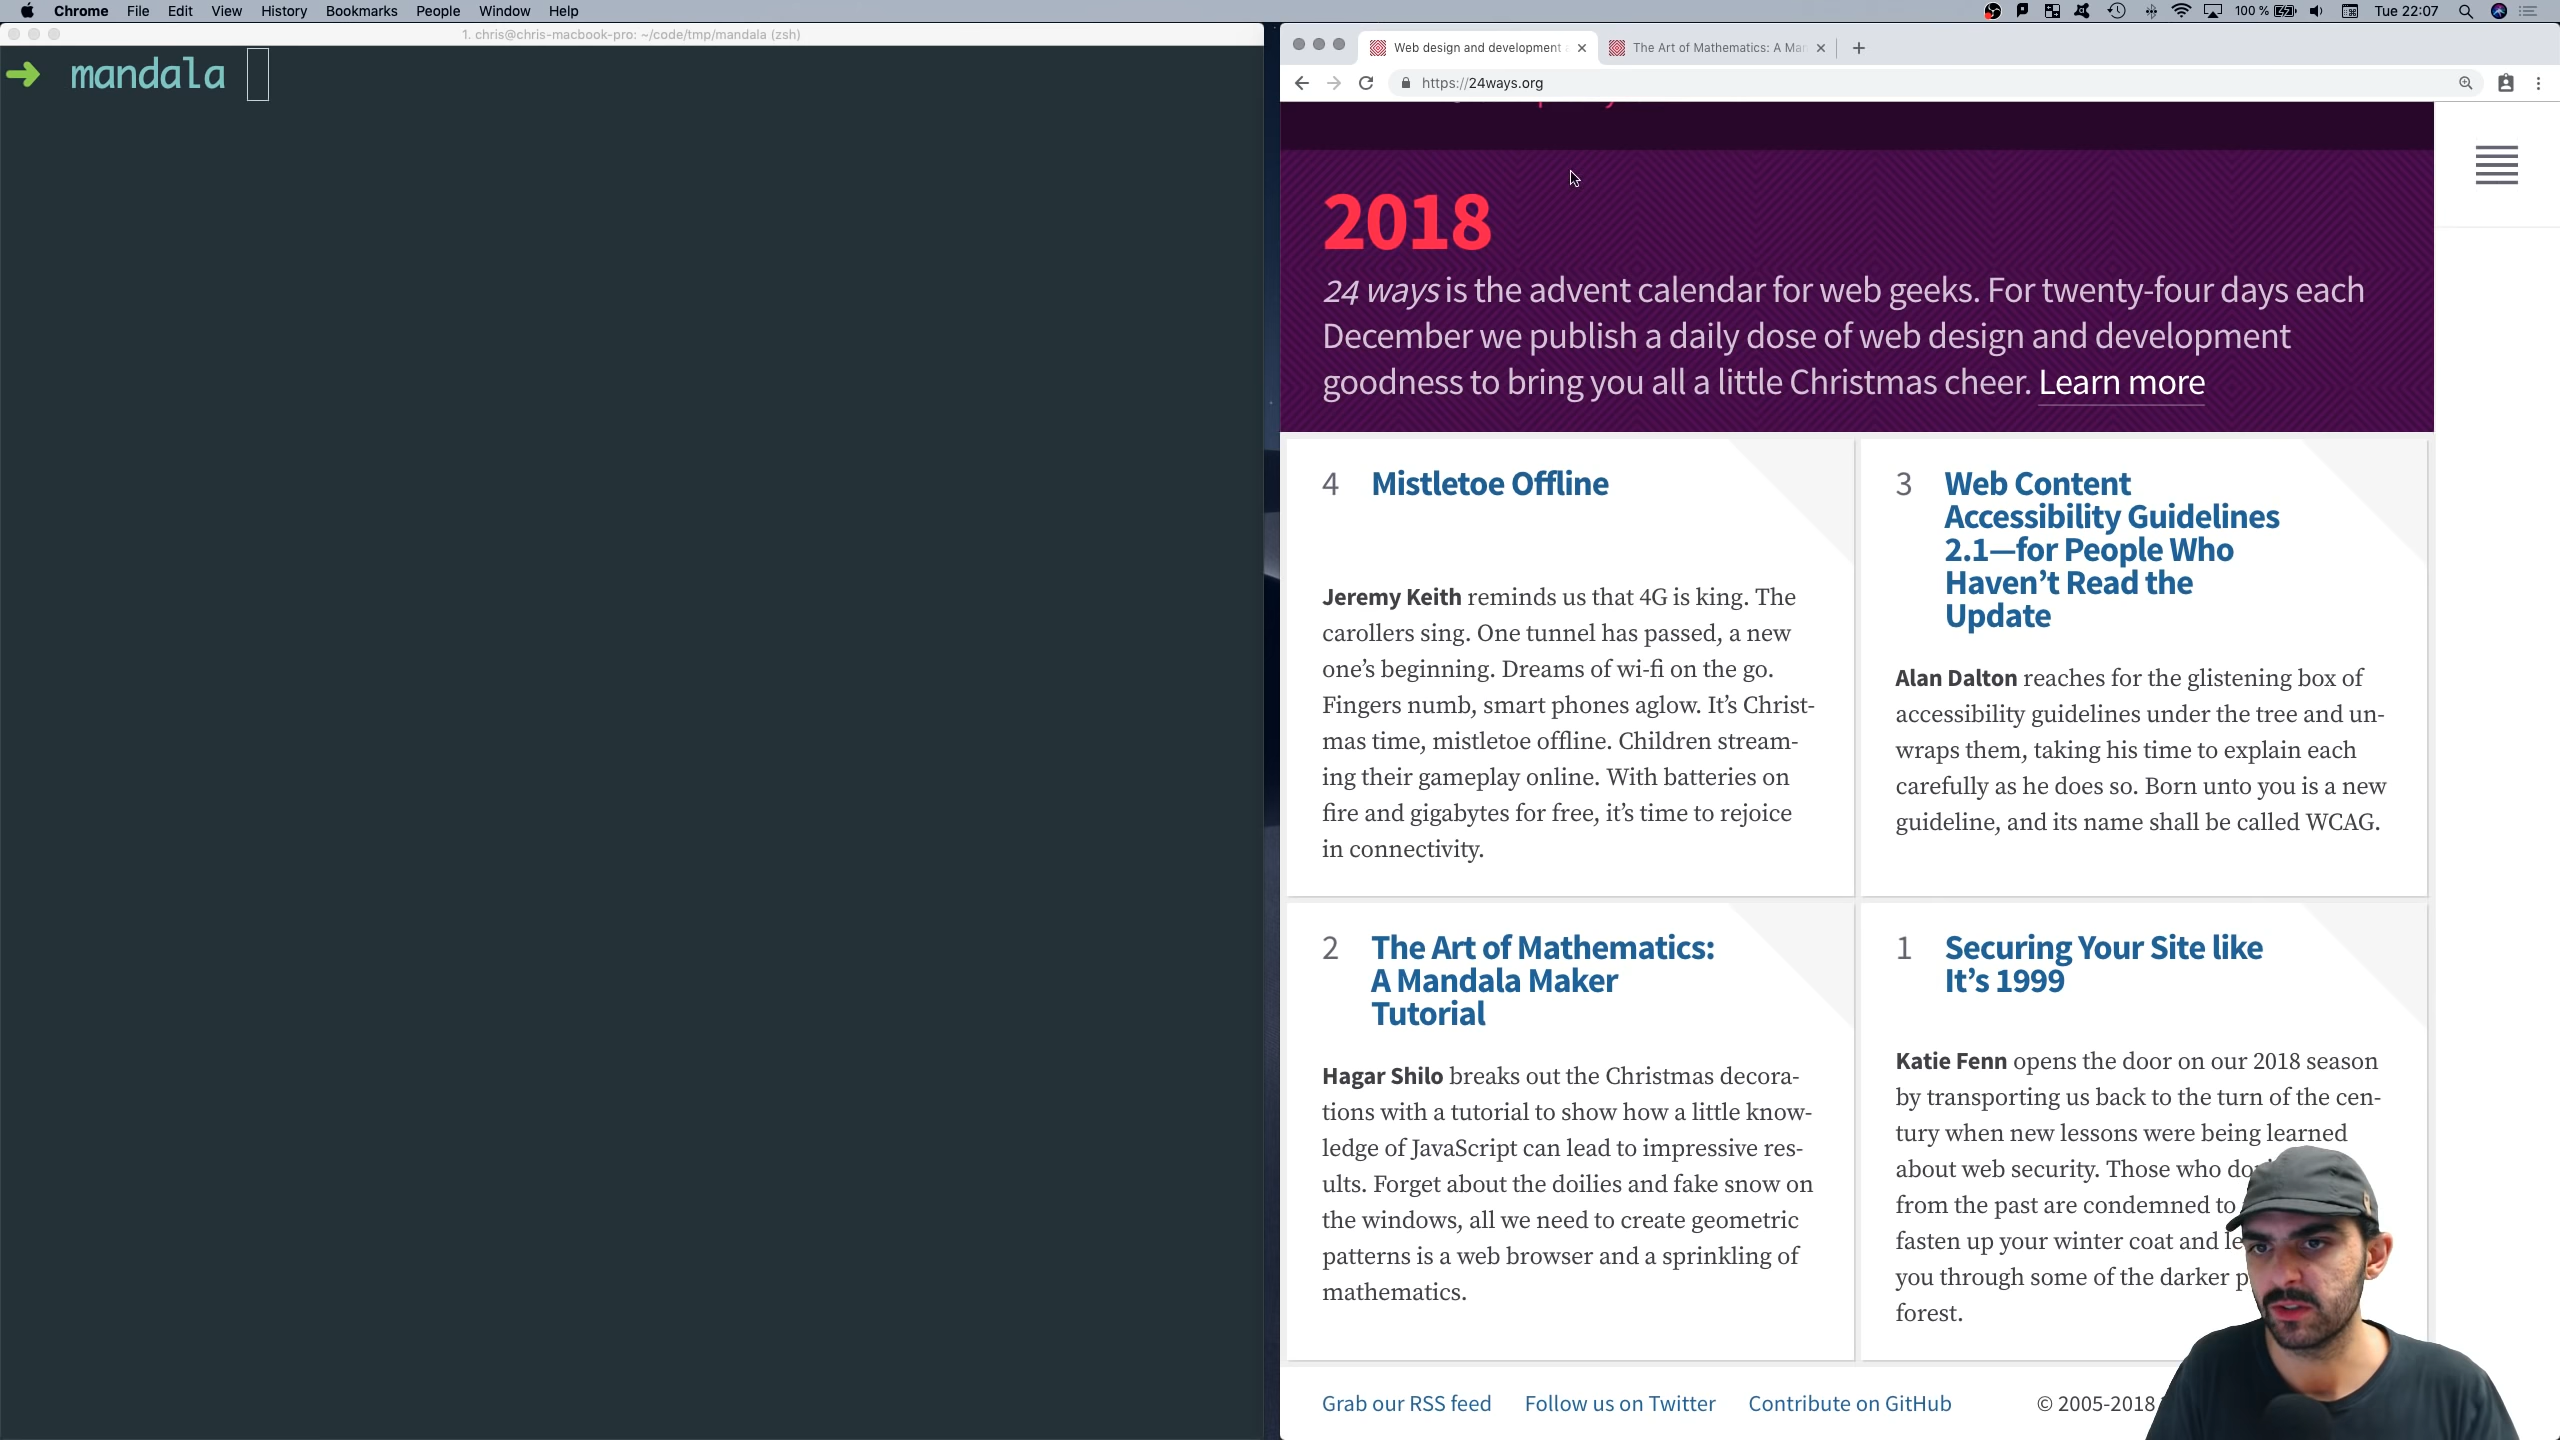 Chrome File Edit View History Bookmarks People Window Help
100 % Tue 22:07
1. chris@chris-macbook-pro: ~/code/tmp/mandala (zsh)
➜ mandala
Web design and development
The Art of Mathematics: A Man
https://24ways.org
2018
24 ways is the advent calendar for web geeks. For twenty-four days each
December we publish a daily dose of web design and development
goodness to bring you all a little Christmas cheer. Learn more
4 Mistletoe Offline
Jeremy Keith reminds us that 4G is king. The
carollers sing. One tunnel has passed, a new
one’s beginning. Dreams of wi-fi on the go.
Fingers numb, smart phones aglow. It’s Christ-
mas time, mistletoe offline. Children stream-
ing their gameplay online. With batteries on
fire and gigabytes for free, it’s time to rejoice
in connectivity.
3 Web Content
Accessibility Guidelines
2.1—for People Who
Haven’t Read the
Update
Alan Dalton reaches for the glistening box of
accessibility guidelines under the tree and un-
wraps them, taking his time to explain each
carefully as he does so. Born unto you is a new
guideline, and its name shall be called WCAG.
2 The Art of Mathematics:
A Mandala Maker
Tutorial
Hagar Shilo breaks out the Christmas decora-
tions with a tutorial to show how a little know-
ledge of JavaScript can lead to impressive res-
ults. Forget about the doilies and fake snow on
the windows, all we need to create geometric
patterns is a web browser and a sprinkling of
mathematics.
1 Securing Your Site like
It’s 1999
Katie Fenn opens the door on our 2018 season
by transporting us back to the turn of the cen-
tury when new lessons were being learned
about web security. Those who
from the past are condemned to
fasten up your winter coat and
you through some of the darker
forest.
Grab our RSS feed Follow us on Twitter Contribute on GitHub © 2005-2018